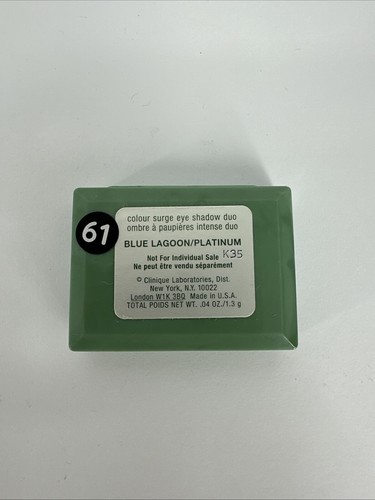 61
colour surge eye shadow duo
ombre à paupières intense duo
BLUE LAGOON/PLATINUM
Not For Individual Sale K35
Ne peut être vendu séparément
© Clinique Laboratories, Dist.
New York, N.Y. 10022
London W1K 3BQ Made in U.S.A.
TOTAL POIDS NET WT. .04 OZ./1.3 g